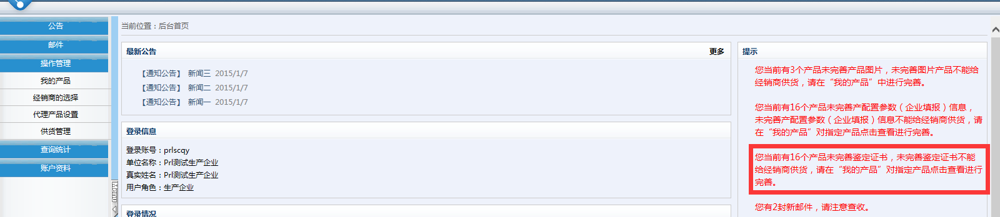 公告
邮件
操作管理
我的产品
经销商的选择
代理产品设置
供货管理
查询统计
账户资料
Menu
当前位置：后台首页
最新公告 更多
【通知公告】 新闻三 2015/1/7
【通知公告】 新闻二 2015/1/7
【通知公告】 新闻一 2015/1/7
登录信息
登录账号：prlscqy
单位名称：Prl测试生产企业
真实姓名：Prl测试生产企业
用户角色：生产企业
登录情况
提示
您当前有3个产品未完善产品图片，未完善图片产品不能给
经销商供货，请在“我的产品”中进行完善。
您当前有16个产品未完善产配置参数（企业填报）信息，
未完善产配置参数（企业填报）信息不能给经销商供货，请
在“我的产品”对指定产品点击查看进行完善。
您当前有16个产品未完善鉴定证书，未完善鉴定证书不能
给经销商供货，请在“我的产品”对指定产品点击查看进行
完善。
您有2封新邮件，请注意查收。